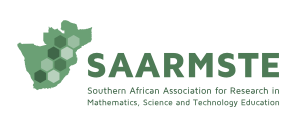 SAARMSTE
Southern African Association for Research in
Mathematics, Science and Technology Education